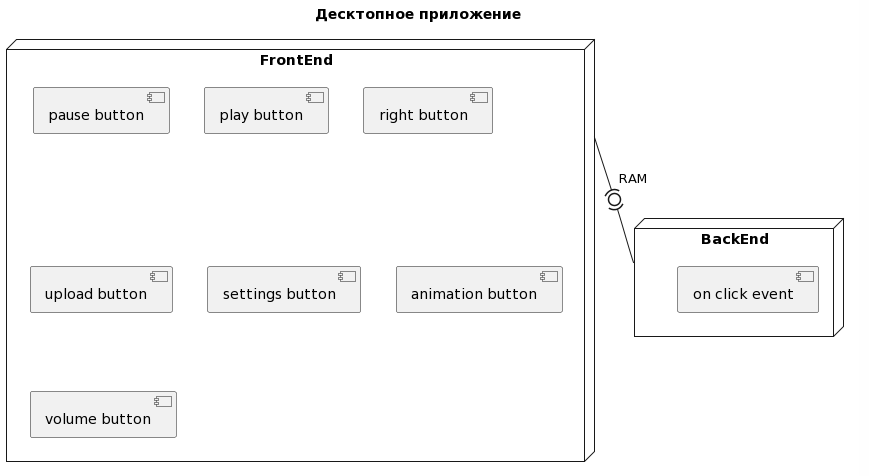 Десктопное приложение
FrontEnd
pause button
play button
right button
RAM
BackEnd
upload button
settings button
animation button
on click event
volume button